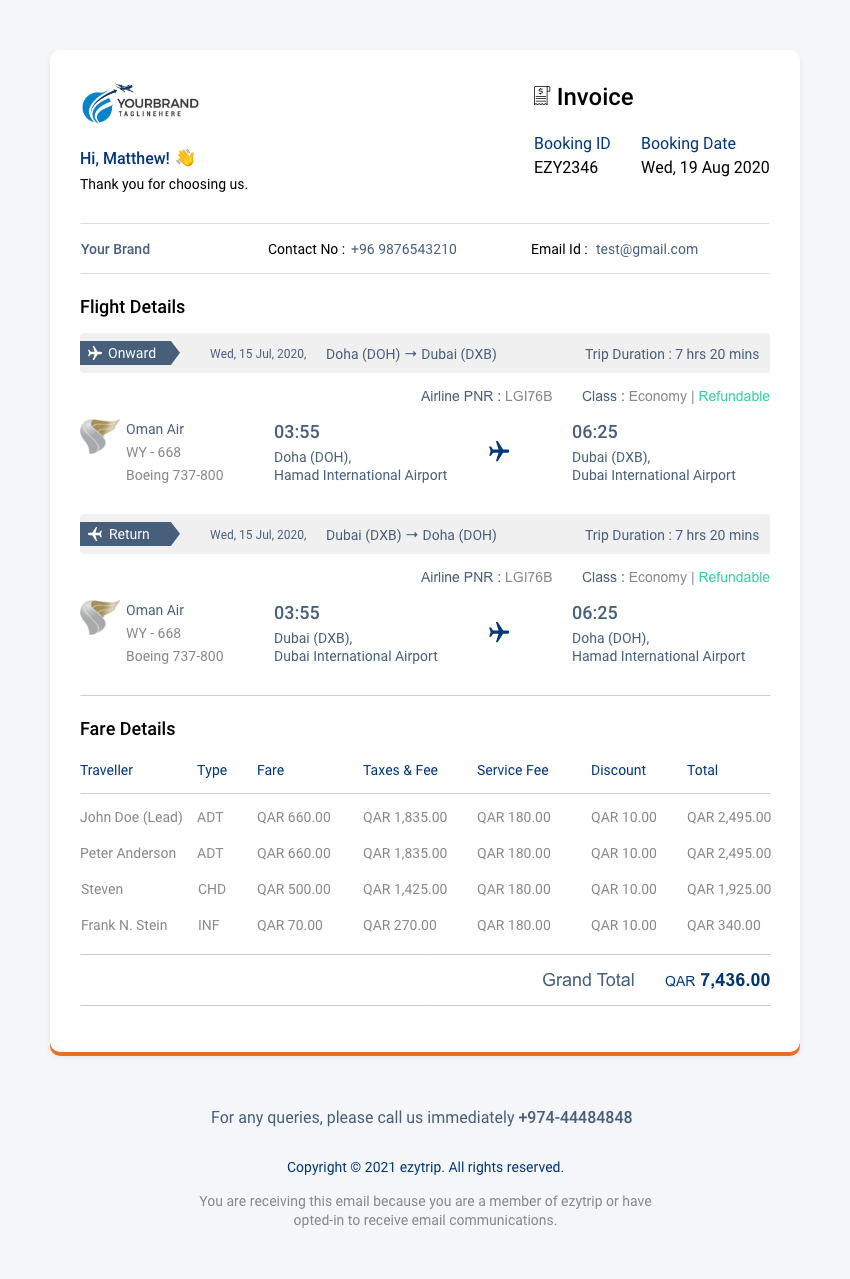 YOURBRAND
TAGLINEHERE
Invoice
Hi, Matthew! 👋
Thank you for choosing us.
Booking ID Booking Date
EZY2346 Wed, 19 Aug 2020
Your Brand Contact No : +96 9876543210 Email Id : test@gmail.com
Flight Details
Onward Wed, 15 Jul, 2020, Doha (DOH) → Dubai (DXB) Trip Duration : 7 hrs 20 mins
Airline PNR : LGI76B Class : Economy | Refundable
Oman Air 03:55 06:25
WY - 668 Doha (DOH), Dubai (DXB),
Boeing 737-800 Hamad International Airport Dubai International Airport
Return Wed, 15 Jul, 2020, Dubai (DXB) → Doha (DOH) Trip Duration : 7 hrs 20 mins
Airline PNR : LGI76B Class : Economy | Refundable
Oman Air 03:55 06:25
WY - 668 Dubai (DXB), Doha (DOH),
Boeing 737-800 Dubai International Airport Hamad International Airport
Fare Details
Traveller Type Fare Taxes & Fee Service Fee Discount Total
John Doe (Lead) ADT QAR 660.00 QAR 1,835.00 QAR 180.00 QAR 10.00 QAR 2,495.00
Peter Anderson ADT QAR 660.00 QAR 1,835.00 QAR 180.00 QAR 10.00 QAR 2,495.00
Steven CHD QAR 500.00 QAR 1,425.00 QAR 180.00 QAR 10.00 QAR 1,925.00
Frank N. Stein INF QAR 70.00 QAR 270.00 QAR 180.00 QAR 10.00 QAR 340.00
Grand Total QAR 7,436.00
For any queries, please call us immediately +974-44484848
Copyright © 2021 ezytrip. All rights reserved.
You are receiving this email because you are a member of ezytrip or have
opted-in to receive email communications.